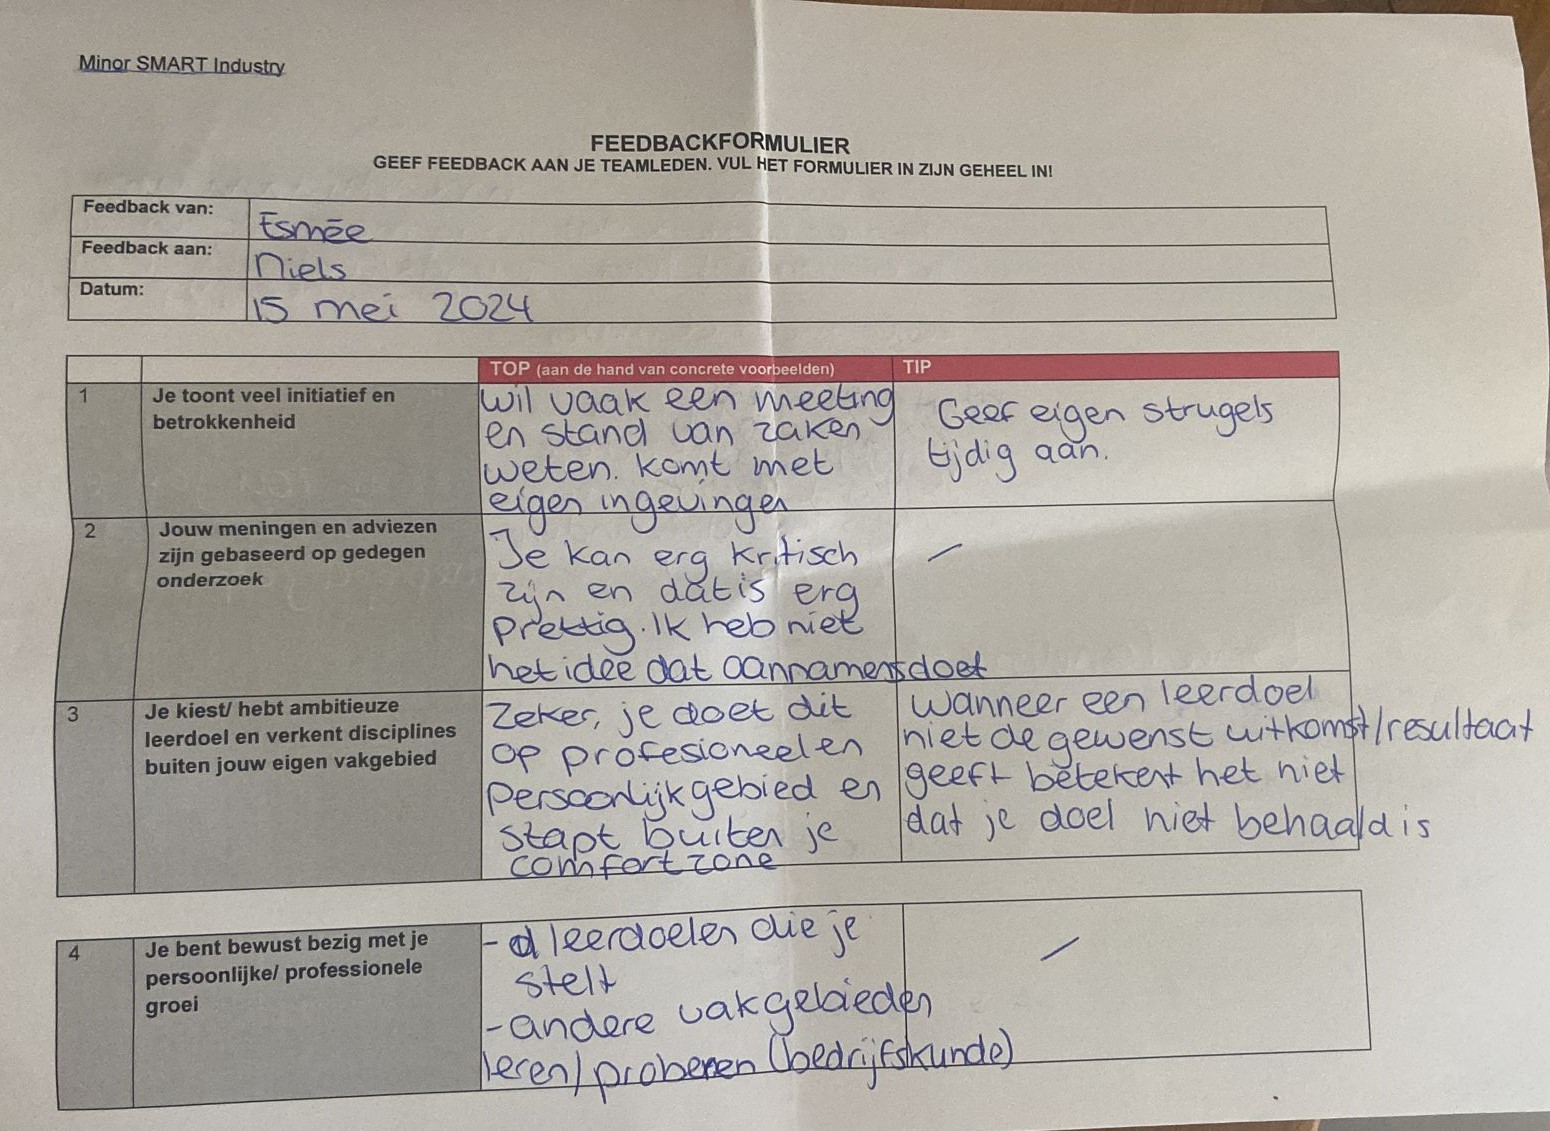 Minor SMART Industry
FEEDBACKFORMULIER
GEEF FEEDBACK AAN JE TEAMLEDEN. VUL HET FORMULIER IN ZIJN GEHEEL IN!
Feedback van: Esmée
Feedback aan: Niels
Datum: 15 mei 2024
TOP (aan de hand van concrete voorbeelden) TIP
1
Je toont veel initiatief en
betrokkenheid
wil vaak een meeting
en stand van zaken
weten. komt met
eigen ingevingen
Geef eigen strugels
tijdig aan.
2
Jouw meningen en adviezen
zijn gebaseerd op gedegen
onderzoek
Je kan erg kritisch
zijn en dat is erg
prettig. Ik heb niet
het idee dat aannamens doet
/
3
Je kiest/ hebt ambitieuze
leerdoel en verkent disciplines
buiten jouw eigen vakgebied
Zeker, je doet dit
op profesioneel en
persoonlijk gebied en
stapt buiten je
comfortzone
Wanneer een leerdoel
niet de gewenst uitkomst/resultaat
geeft betekent het niet
dat je doel niet behaald is
4
Je bent bewust bezig met je
persoonlijke/ professionele
groei
- leerdoelen die je
stelt
- andere vakgebieden
leren/proberen (bedrijfskunde)
/